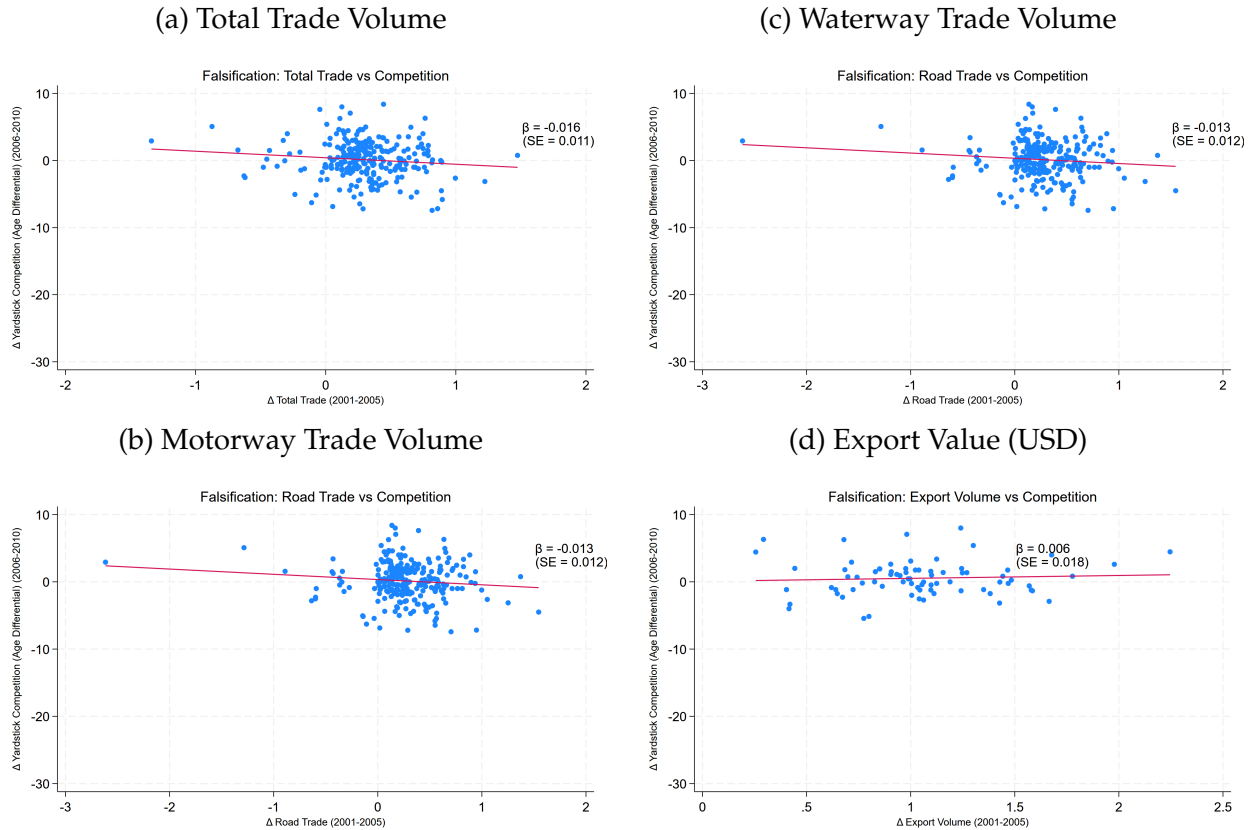 (a) Total Trade Volume
Falsification: Total Trade vs Competition
Δ Yardstick Competition (Age Differential) (2006-2010)
10
0
-10
-20
-30
β = -0.016
(SE = 0.011)
-2
-1
0
1
2
Δ Total Trade (2001-2005)
(c) Waterway Trade Volume
Falsification: Road Trade vs Competition
Δ Yardstick Competition (Age Differential) (2006-2010)
10
0
-10
-20
-30
β = -0.013
(SE = 0.012)
-3
-2
-1
0
1
2
Δ Road Trade (2001-2005)
(b) Motorway Trade Volume
Falsification: Road Trade vs Competition
Δ Yardstick Competition (Age Differential) (2006-2010)
10
0
-10
-20
-30
β = -0.013
(SE = 0.012)
-3
-2
-1
0
1
2
Δ Road Trade (2001-2005)
(d) Export Value (USD)
Falsification: Export Volume vs Competition
Δ Yardstick Competition (Age Differential) (2006-2010)
10
0
-10
-20
-30
β = 0.006
(SE = 0.018)
0
.5
1
1.5
2
2.5
Δ Export Volume (2001-2005)